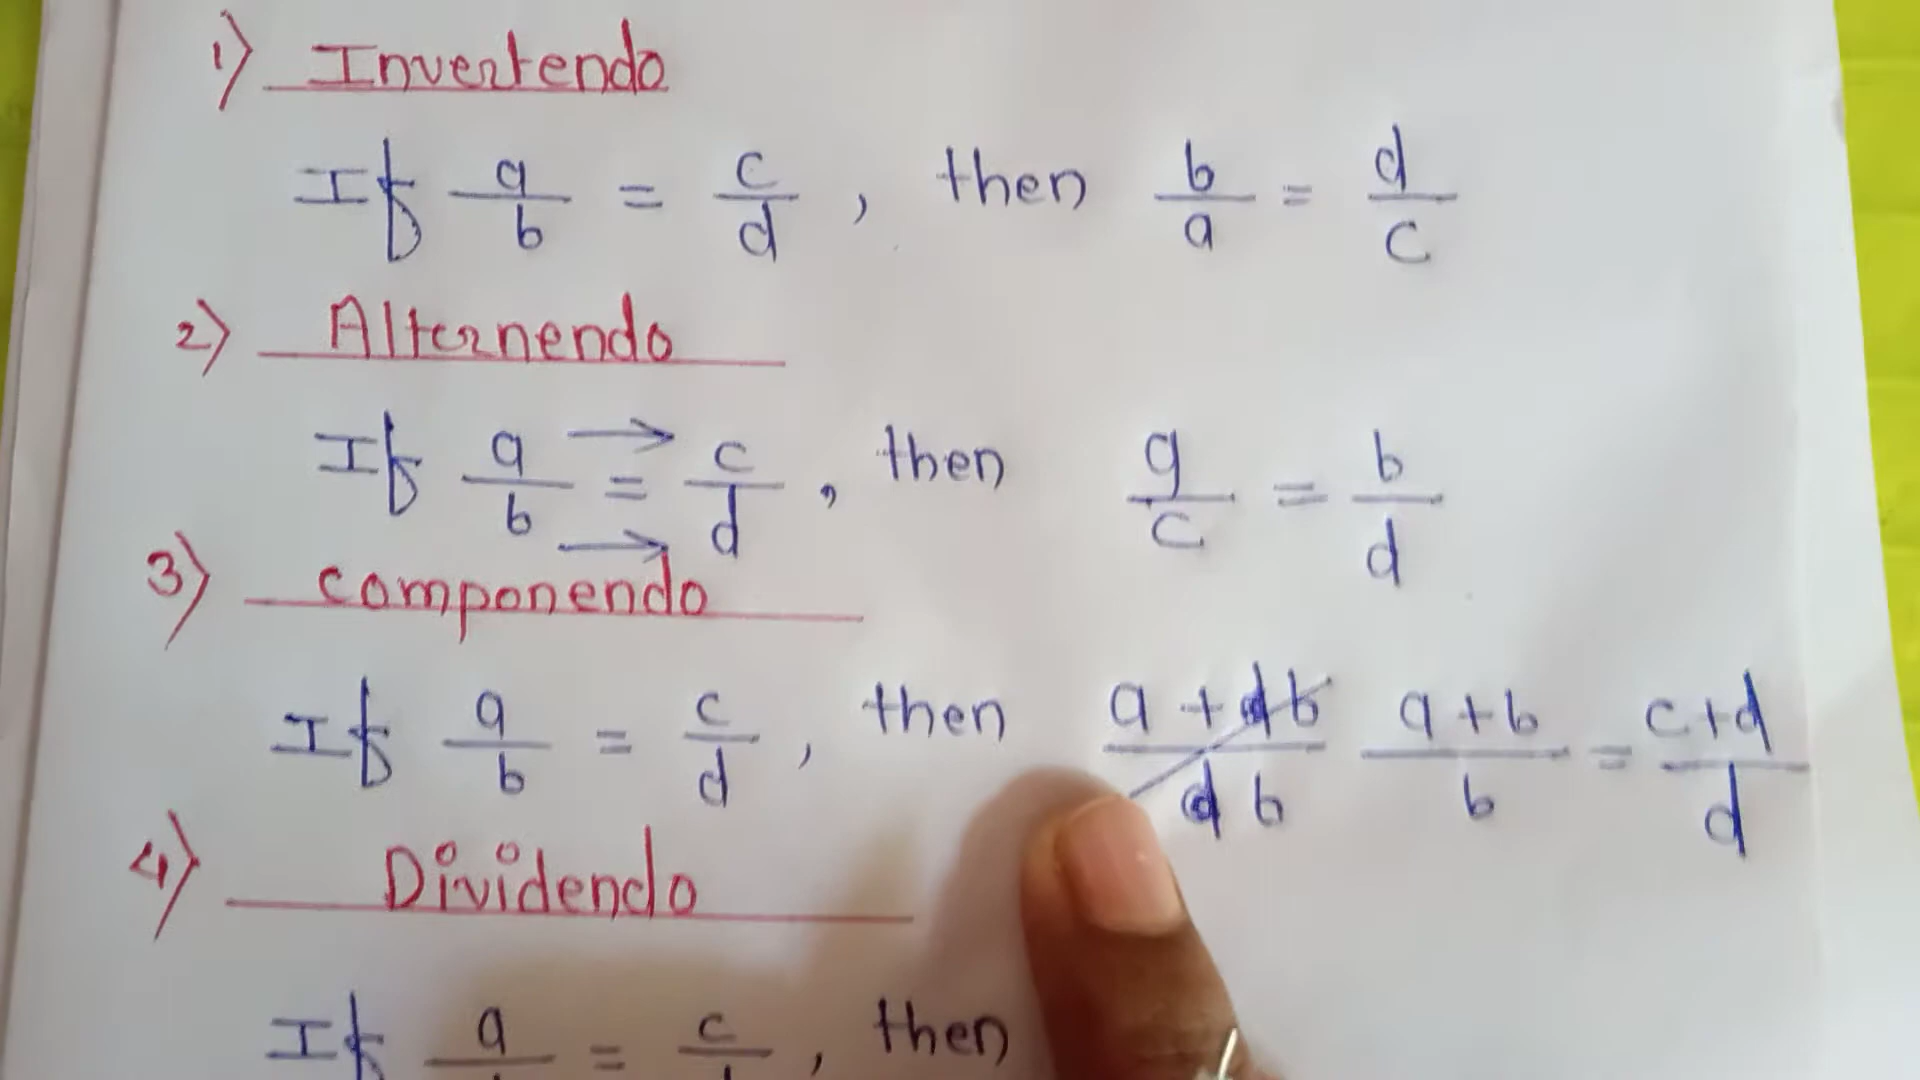 1) Invertendo
If a/b = c/d, then b/a = d/c
2) Alternendo
If a/b = c/d, then a/c = b/d
3) componendo
If a/b = c/d, then a+b/b = c+d/d
4) Dividendo
If a = c, then